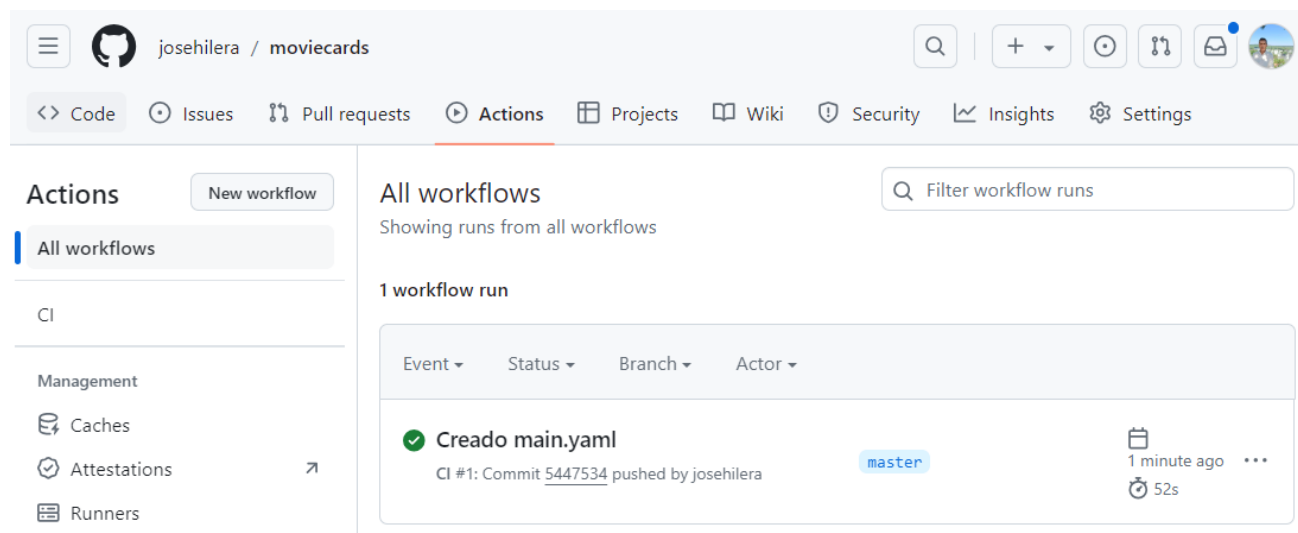 josehilera / moviecards
Code Issues Pull requests Actions Projects Wiki Security Insights Settings
Actions New workflow
All workflows
CI
Management
Caches
Attestations
Runners
All workflows
Filter workflow runs
Showing runs from all workflows
1 workflow run
Event Status Branch Actor
Creado main.yaml
CI #1: Commit 5447534 pushed by josehilera
master
1 minute ago
52s